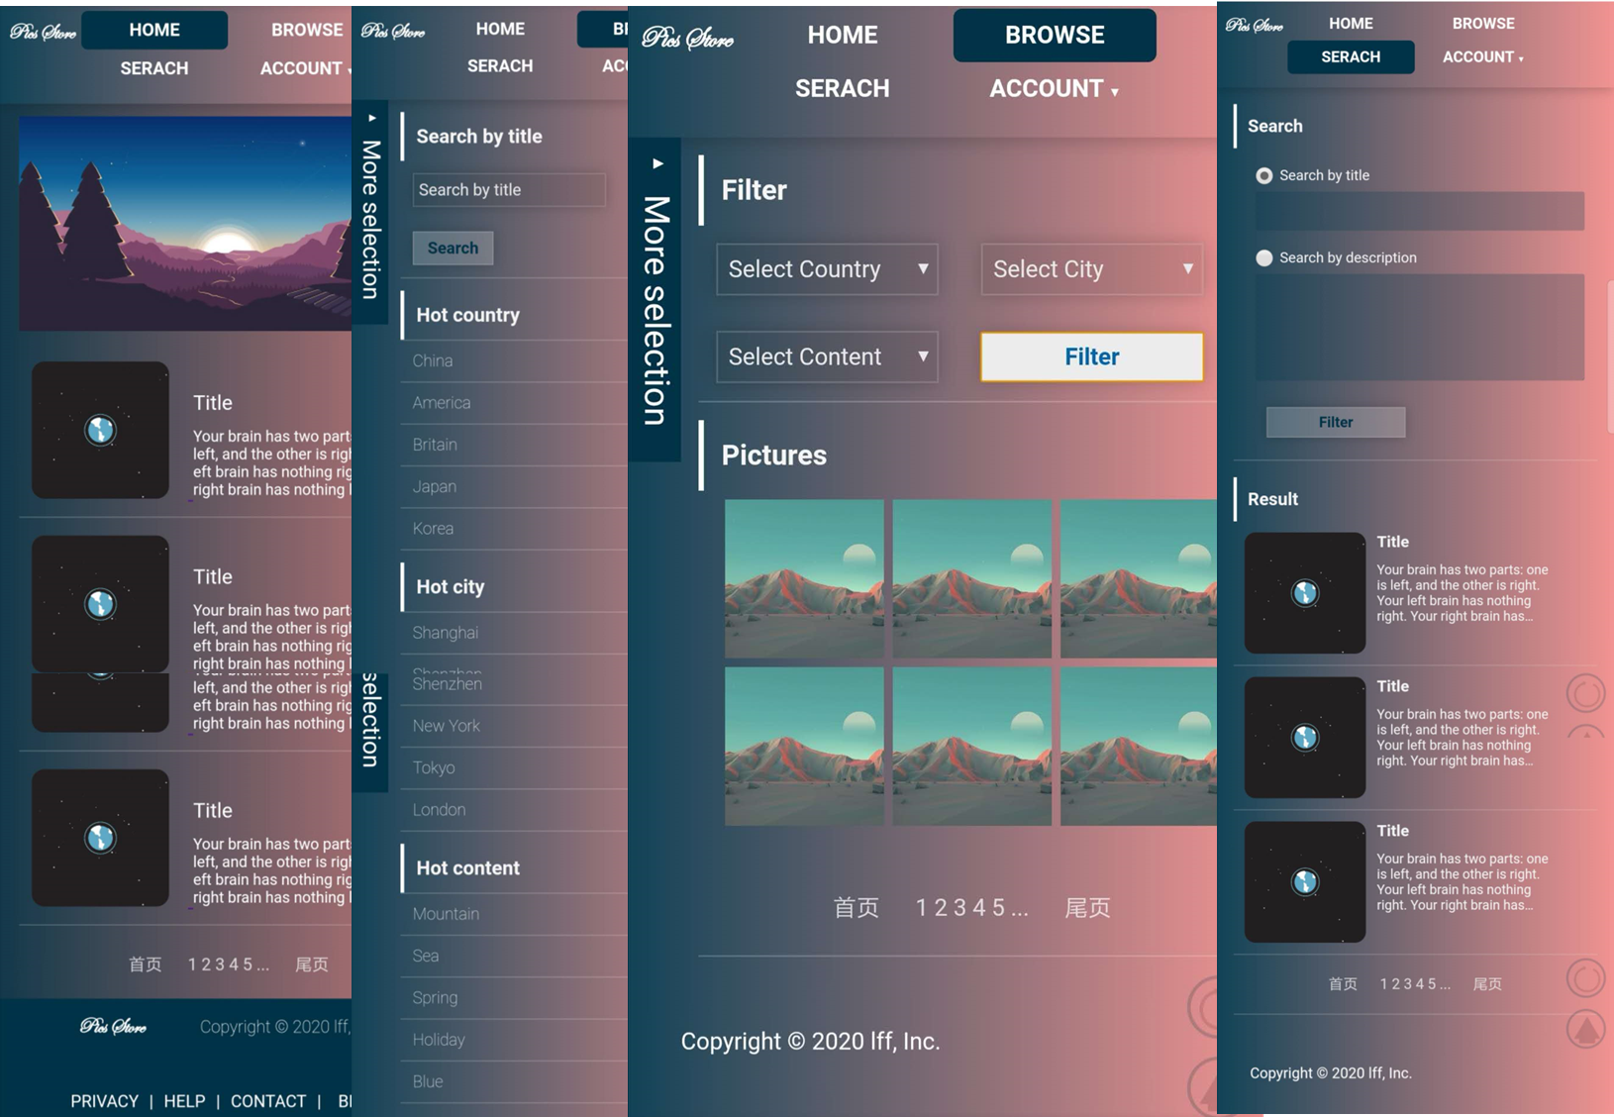 Pics Store
HOME
BROWSE
SERACH
ACCOUNT
Title
Your brain has two part
left, and the other is righ
eft brain has nothing rig
right brain has nothing l
Title
Your brain has two part
left, and the other is righ
eft brain has nothing rig
right brain has nothing
left, and the other is righ
eft brain has nothing rig
right brain has nothing l
Title
Your brain has two part
left, and the other is righ
eft brain has nothing rig
right brain has nothing l
首页 1 2 3 4 5 ... 尾页
Pics Store Copyright © 2020 lff,
PRIVACY | HELP | CONTACT |
Pics Store
HOME
SERACH
▸ More selection
Search by title
Search by title
Search
Hot country
China
America
Britain
Japan
Korea
Hot city
Shanghai
Shenzhen
Shenzhen
New York
Tokyo
London
selection
Hot content
Mountain
Sea
Spring
Holiday
Blue
Pics Store
HOME
BROWSE
SERACH
ACCOUNT ▾
▸ More selection
Filter
Select Country ▾
Select City ▾
Select Content ▾
Filter
Pictures
首页 1 2 3 4 5 ... 尾页
Copyright © 2020 lff, Inc.
Pics Store
HOME
BROWSE
SERACH
ACCOUNT ▾
Search
Search by title
Search by description
Filter
Result
Title
Your brain has two parts: one
is left, and the other is right.
Your left brain has nothing
right. Your right brain has...
Title
Your brain has two parts: one
is left, and the other is right.
Your left brain has nothing
right. Your right brain has...
Title
Your brain has two parts: one
is left, and the other is right.
Your left brain has nothing
right. Your right brain has...
首页 1 2 3 4 5 ... 尾页
Copyright © 2020 lff, Inc.